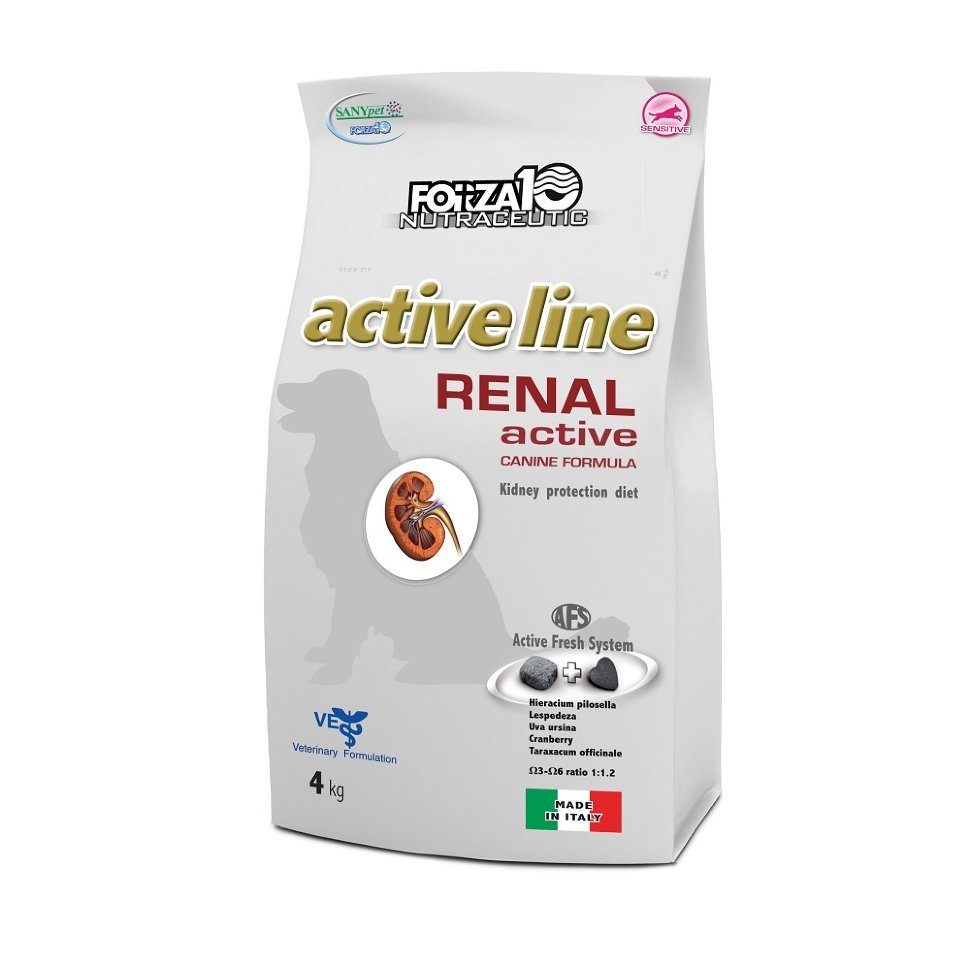 SANYpet
FORZA10
SENSITIVE
FORZA10
NUTRACEUTIC
OPEN ZIP
active line
RENAL
active
CANINE FORMULA
Kidney protection diet
AFS
Active Fresh System
+
Hieracium pilosella
Lespedeza
Uva ursina
Cranberry
Taraxacum officinale
Ω3-Ω6 ratio 1:1.2
VET
Veterinary Formulation
4 kg
MADE
IN ITALY